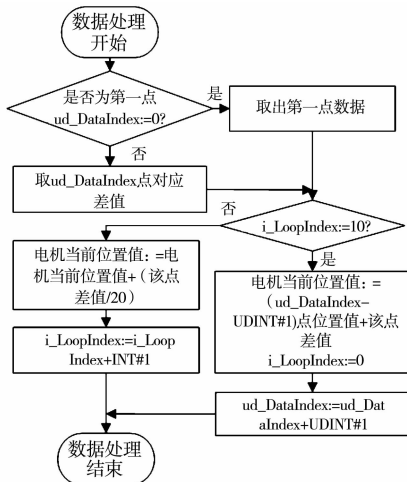 数据处理
开始
是否为第一点
ud_DataIndex:=0?
是
取出第一点数据
否
取ud_DataIndex点对应
差值
否
i_LoopIndex:=10?
是
电机当前位置值：=电
机当前位置值+（该点
差值/20）
电机当前位置值：=
（ud_DataIndex−
UDINT#1)点位置值+该点
差值
i_LoopIndex:=0
i_LoopIndex:=i_Loop
Index+INT#1
ud_DataIndex:=ud_Dat
aIndex+UDINT#1
数据处理
结束